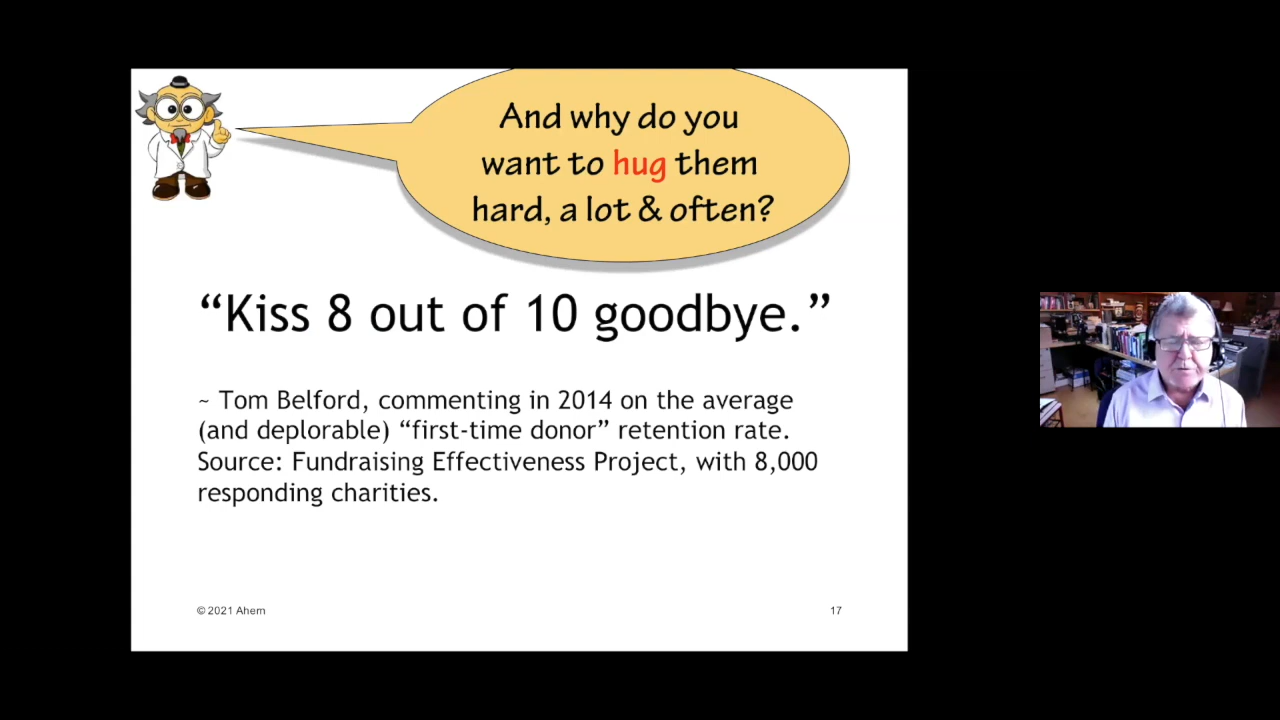 And why do you
want to hug them
hard, a lot & often?
“Kiss 8 out of 10 goodbye.”
~ Tom Belford, commenting in 2014 on the average
(and deplorable) “first-time donor” retention rate.
Source: Fundraising Effectiveness Project, with 8,000
responding charities.
© 2021 Ahern
17